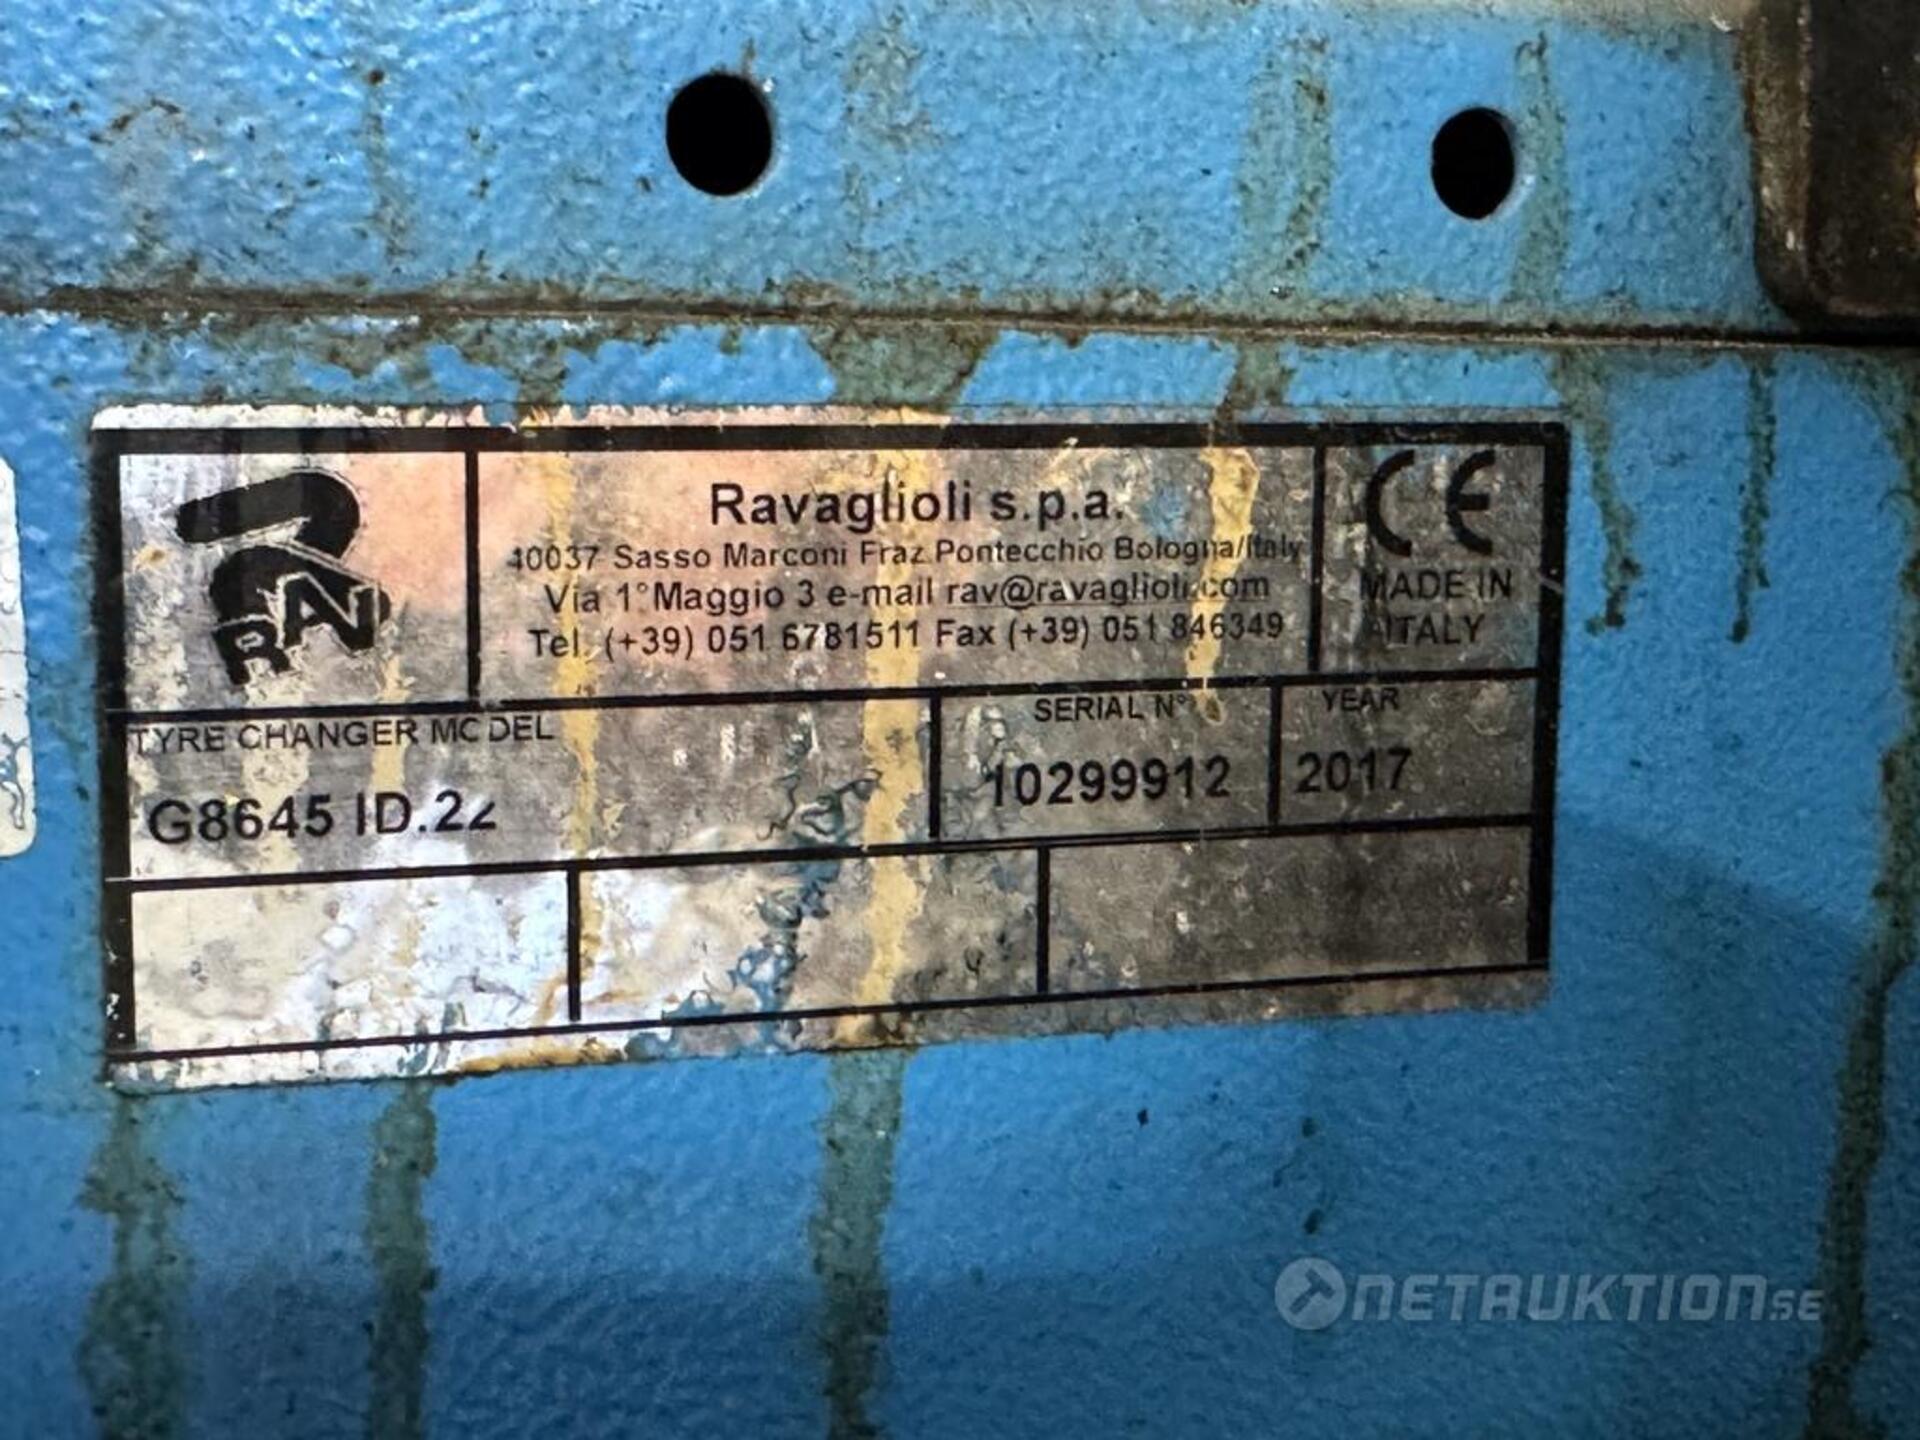 RAV
Ravaglioli s.p.a.
40037 Sasso Marconi Fraz.Pontecchio Bologna/Italy
Via 1°Maggio 3 e-mail rav@ravaglioli.com
Tel. (+39) 051 6781511 Fax (+39) 051 846349
CE
MADE IN
ITALY
TYRE CHANGER MODEL
G8645 ID.22
SERIAL N°
10299912
YEAR
2017
NETAUKTION.SE